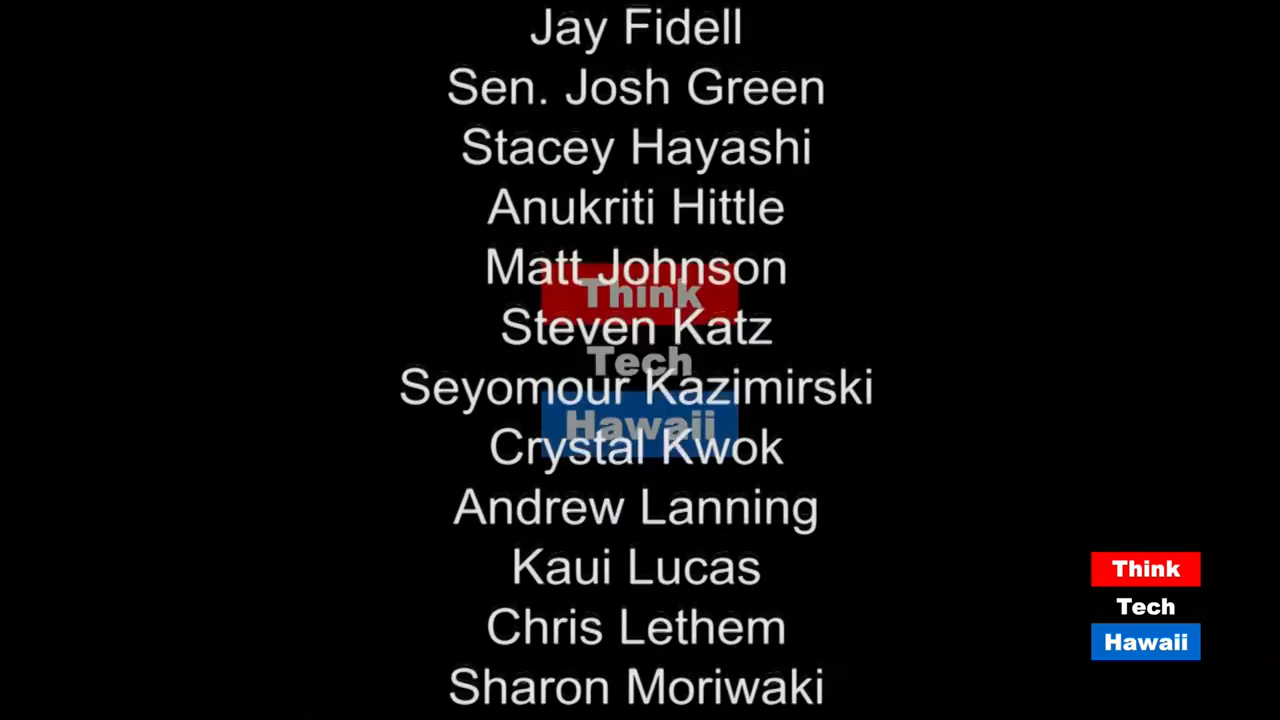 Jay Fidell
Sen. Josh Green
Stacey Hayashi
Anukriti Hittle
Matt Johnson
Think
Steven Katz
Tech
Seyomour Kazimirski
Hawaii
Crystal Kwok
Andrew Lanning
Kaui Lucas
Chris Lethem
Sharon Moriwaki
Think
Tech
Hawaii